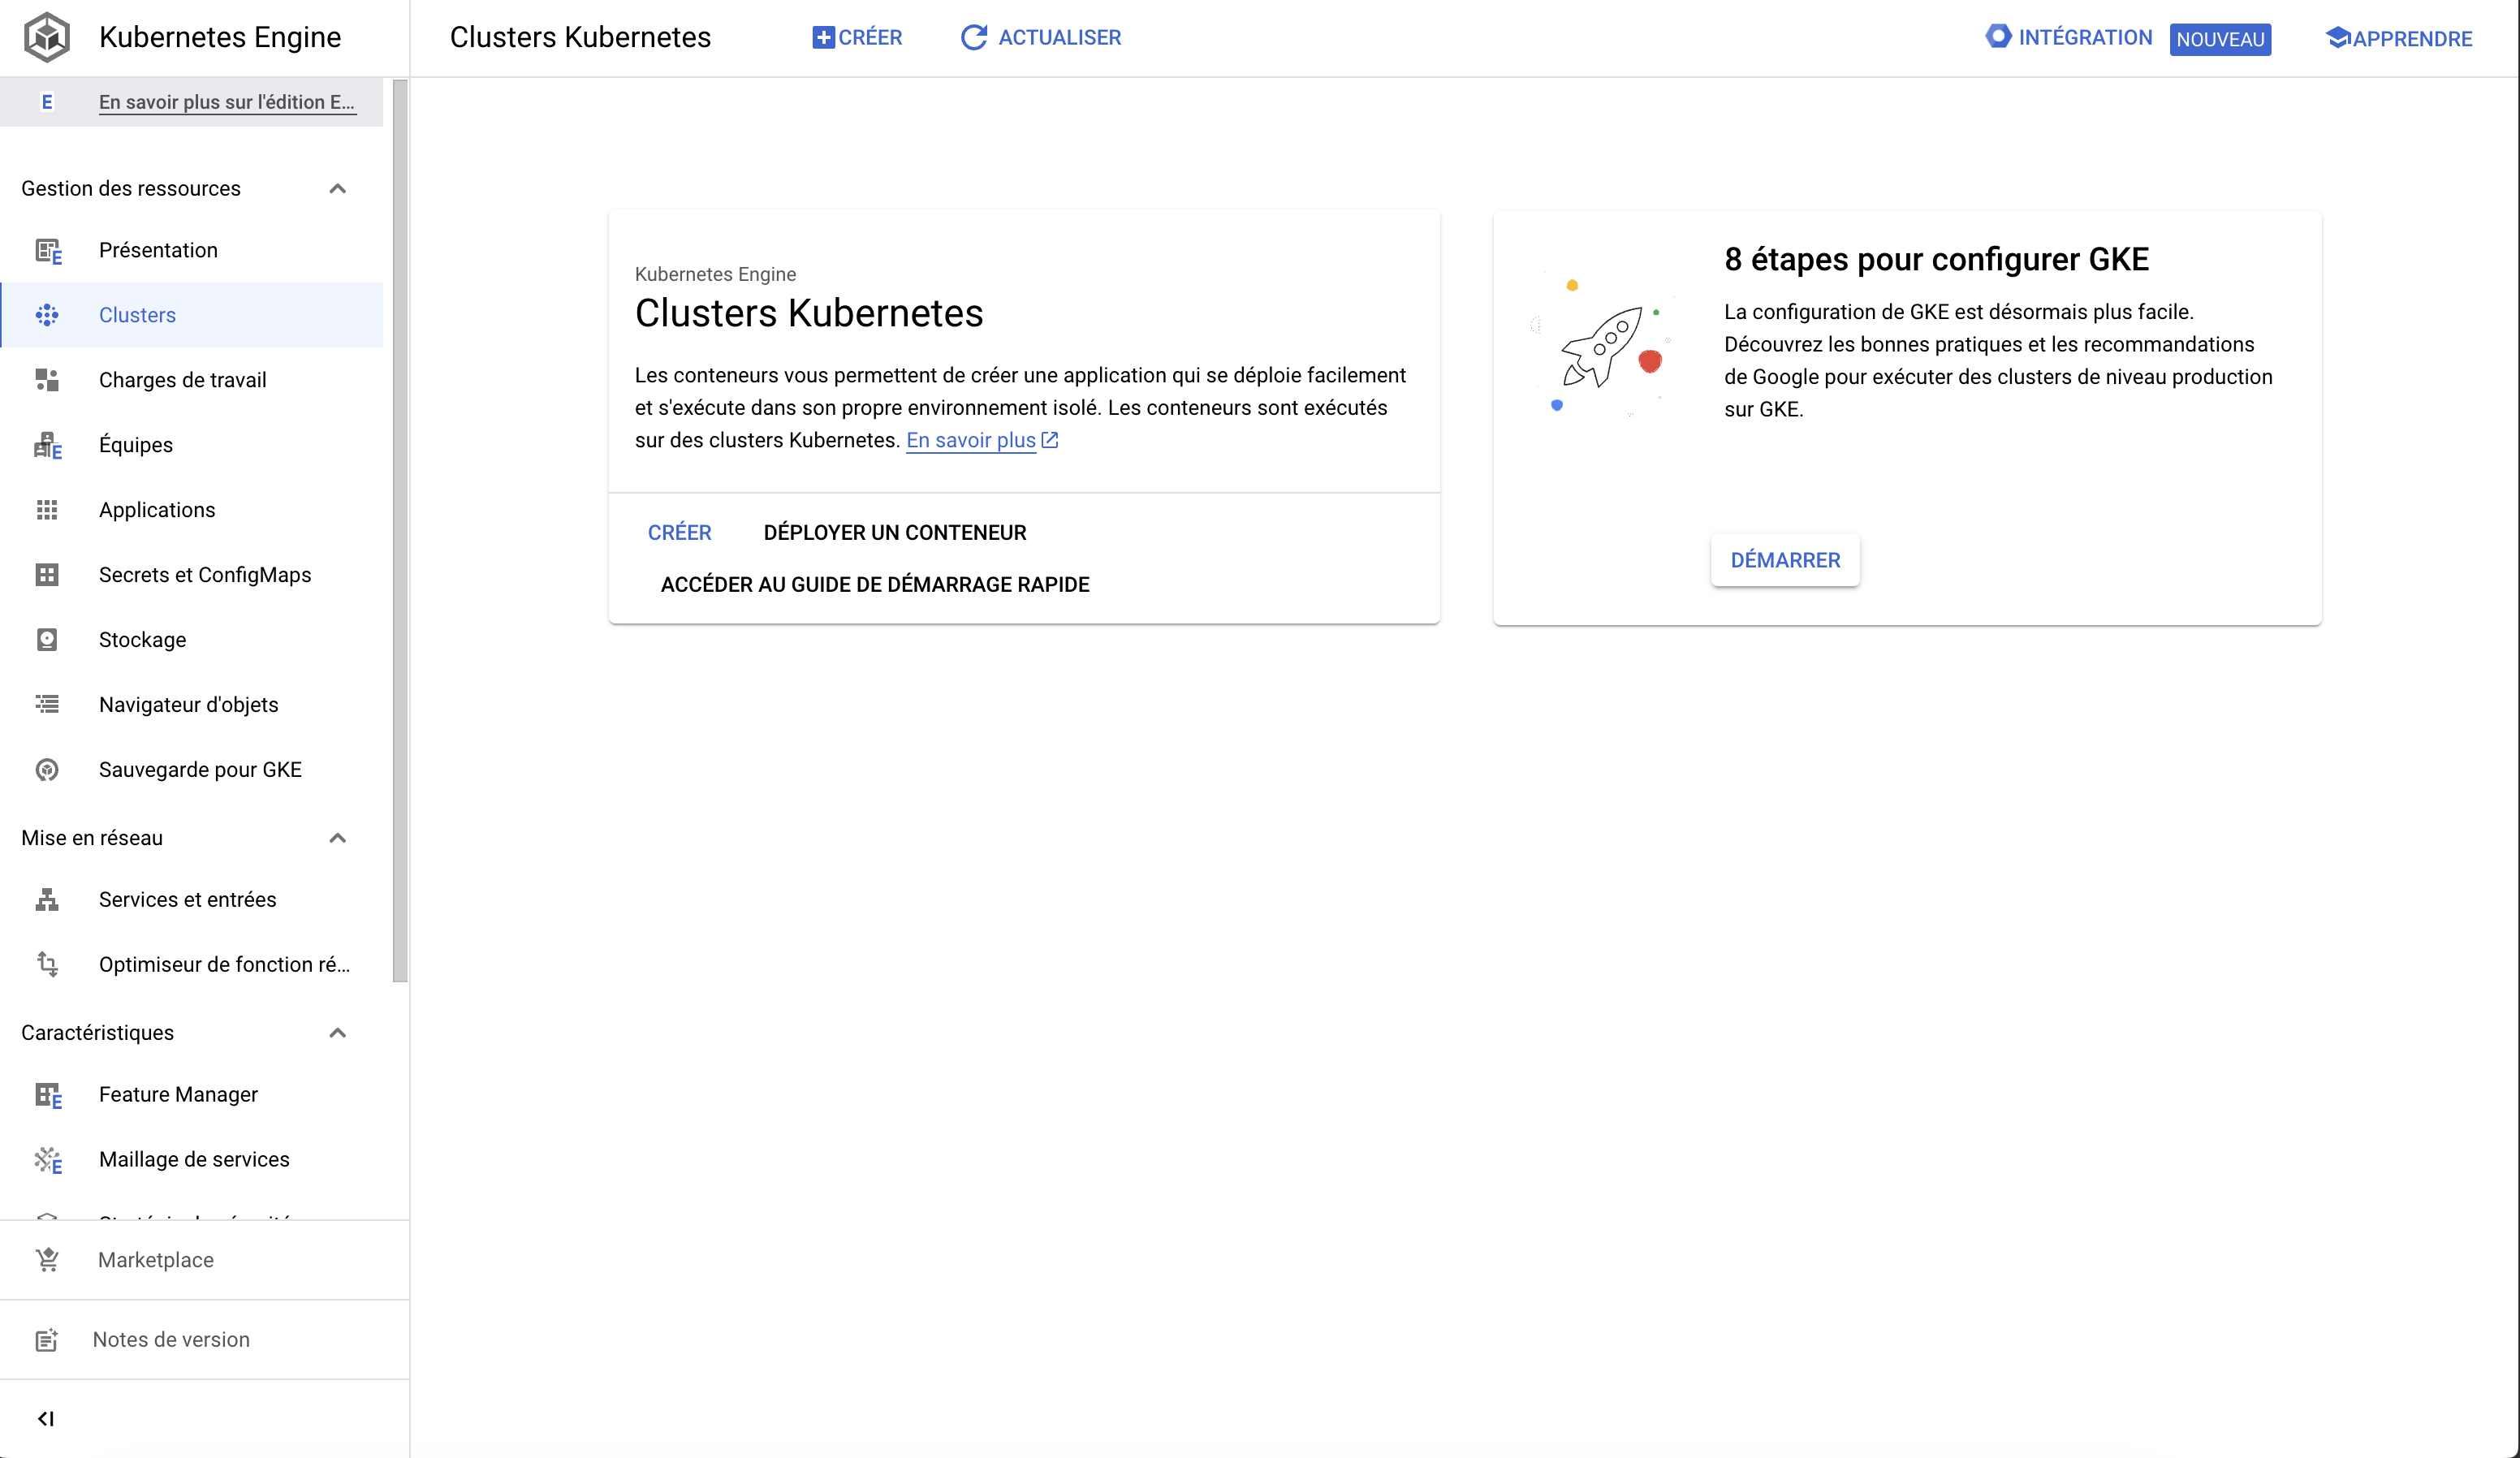 Kubernetes Engine
Clusters Kubernetes
CRÉER
ACTUALISER
INTÉGRATION
NOUVEAU
APPRENDRE
E
En savoir plus sur l'édition E...
Gestion des ressources
E
Présentation
Clusters
Charges de travail
E
Équipes
Applications
Secrets et ConfigMaps
Stockage
Navigateur d'objets
Sauvegarde pour GKE
Mise en réseau
Services et entrées
Optimiseur de fonction ré...
Caractéristiques
E
Feature Manager
E
Maillage de services
Marketplace
Notes de version
Kubernetes Engine
Clusters Kubernetes
Les conteneurs vous permettent de créer une application qui se déploie facilement
et s'exécute dans son propre environnement isolé. Les conteneurs sont exécutés
sur des clusters Kubernetes. En savoir plus
CRÉER
DÉPLOYER UN CONTENEUR
ACCÉDER AU GUIDE DE DÉMARRAGE RAPIDE
8 étapes pour configurer GKE
La configuration de GKE est désormais plus facile.
Découvrez les bonnes pratiques et les recommandations
de Google pour exécuter des clusters de niveau production
sur GKE.
DÉMARRER